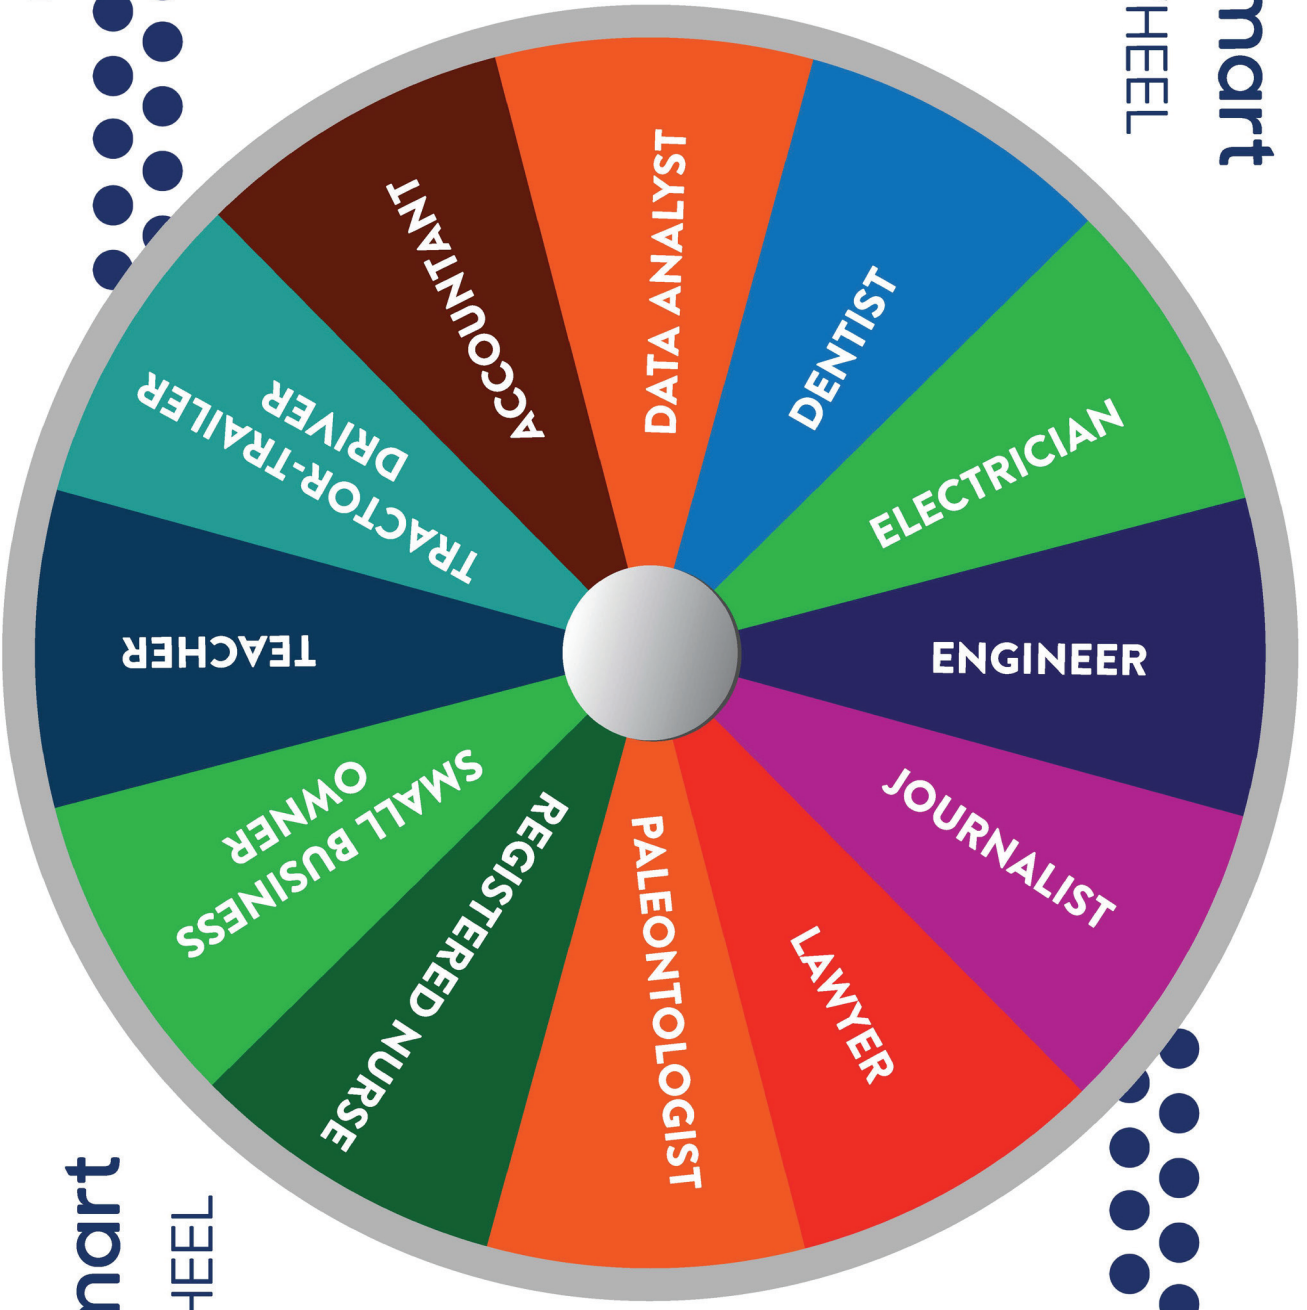 ACCOUNTANT
DATA ANALYST
DENTIST
ELECTRICIAN
ENGINEER
JOURNALIST
LAWYER
PALEONTOLOGIST
REGISTERED NURSE
SMALL BUSINESS
OWNER
TEACHER
TRACTOR-TRAILER
DRIVER
mart
HEEL
mart
HEEL